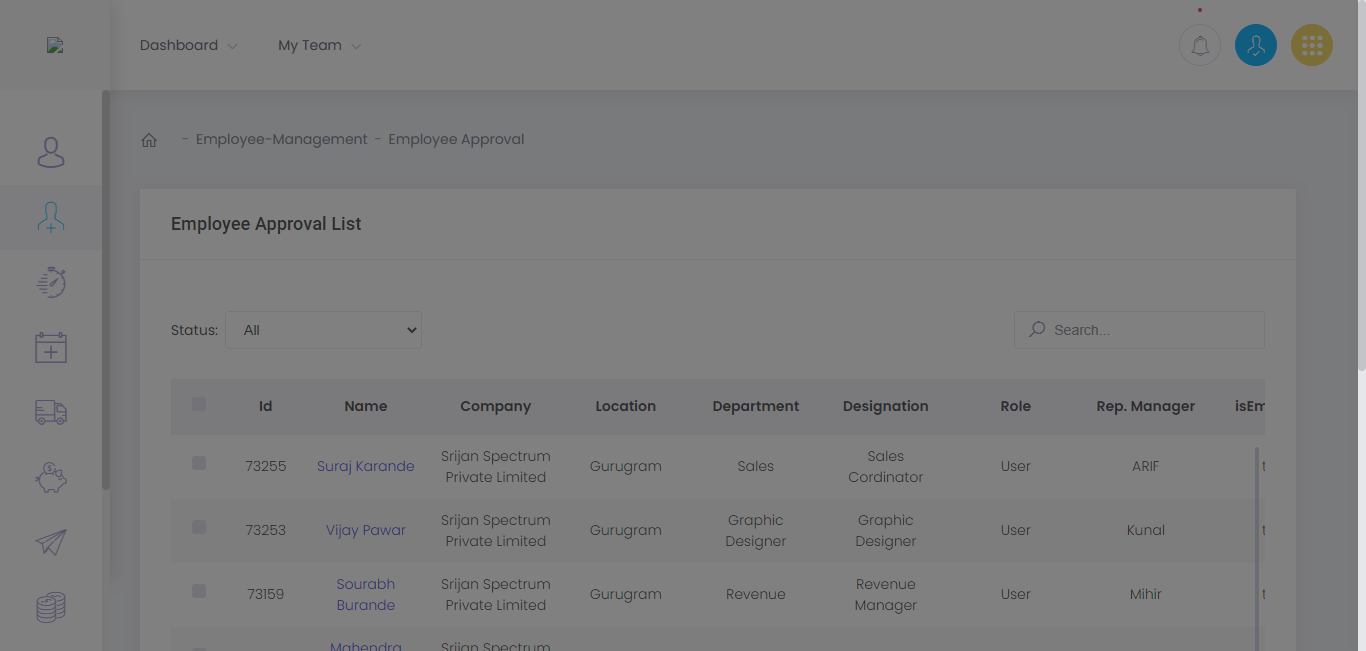 Dashboard My Team
- Employee-Management - Employee Approval
Employee Approval List
Status: All Search...
Id Name Company Location Department Designation Role Rep. Manager isEm
73255 Suraj Karande Srijan Spectrum Private Limited Gurugram Sales Sales Cordinator User ARIF t
73253 Vijay Pawar Srijan Spectrum Private Limited Gurugram Graphic Designer Graphic Designer User Kunal t
73159 Sourabh Burande Srijan Spectrum Private Limited Gurugram Revenue Revenue Manager User Mihir t
Mahendra Srijan Spectrum